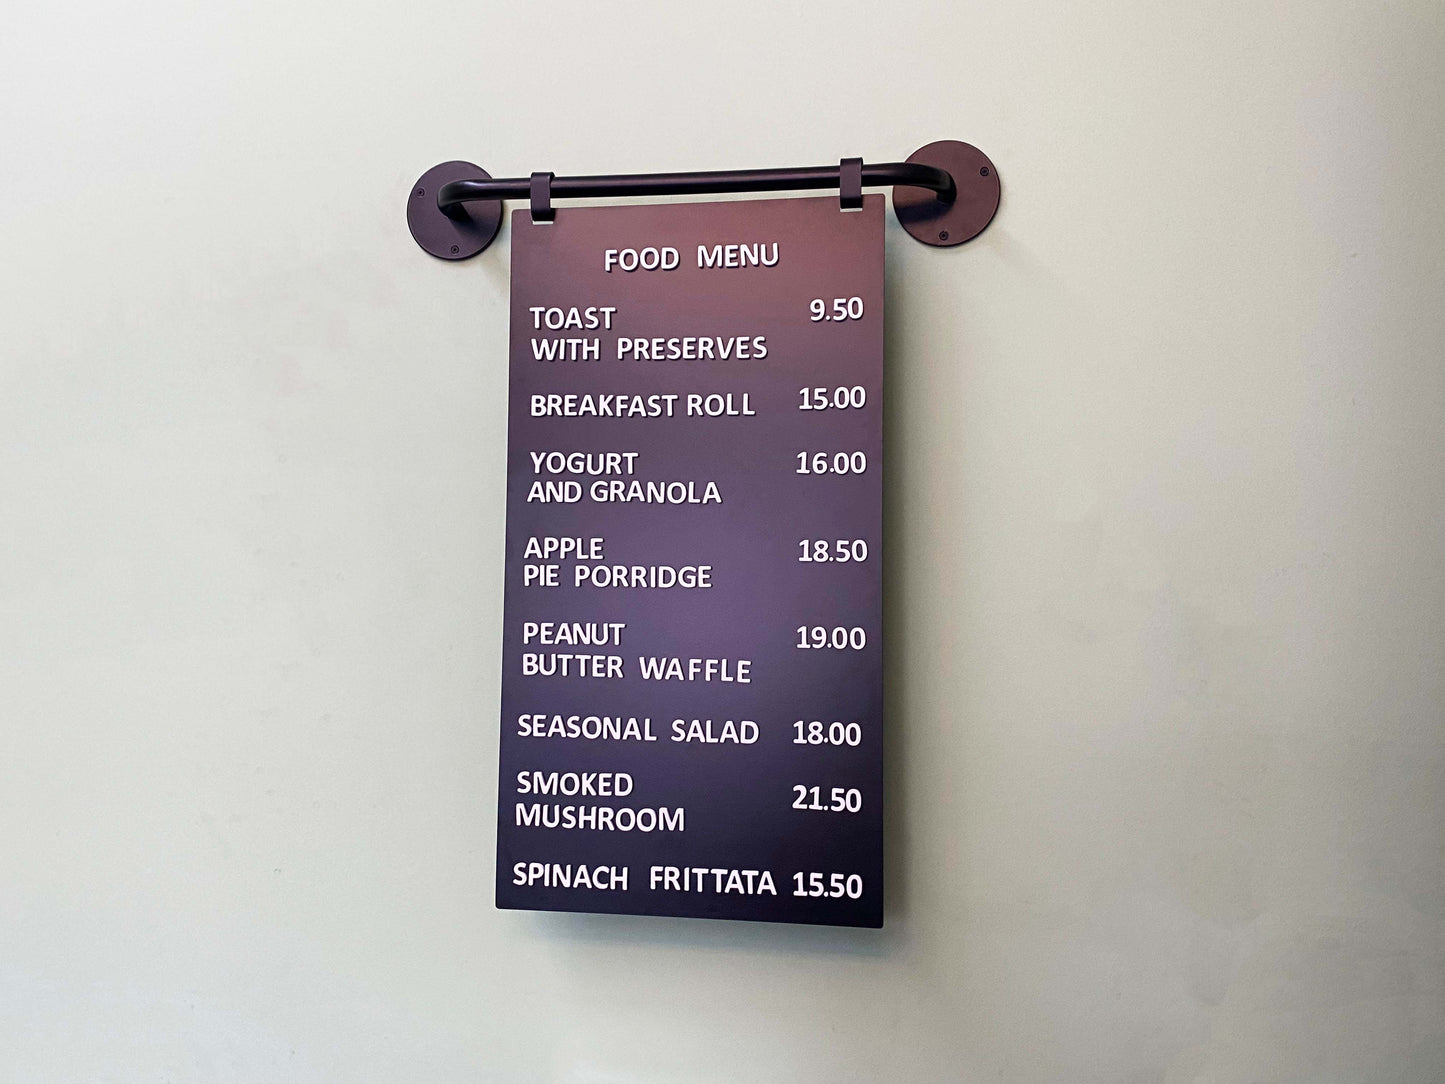 FOOD MENU
TOAST 9.50
WITH PRESERVES
BREAKFAST ROLL 15.00
YOGURT 16.00
AND GRANOLA
APPLE 18.50
PIE PORRIDGE
PEANUT 19.00
BUTTER WAFFLE
SEASONAL SALAD 18.00
SMOKED 21.50
MUSHROOM
SPINACH FRITTATA 15.50